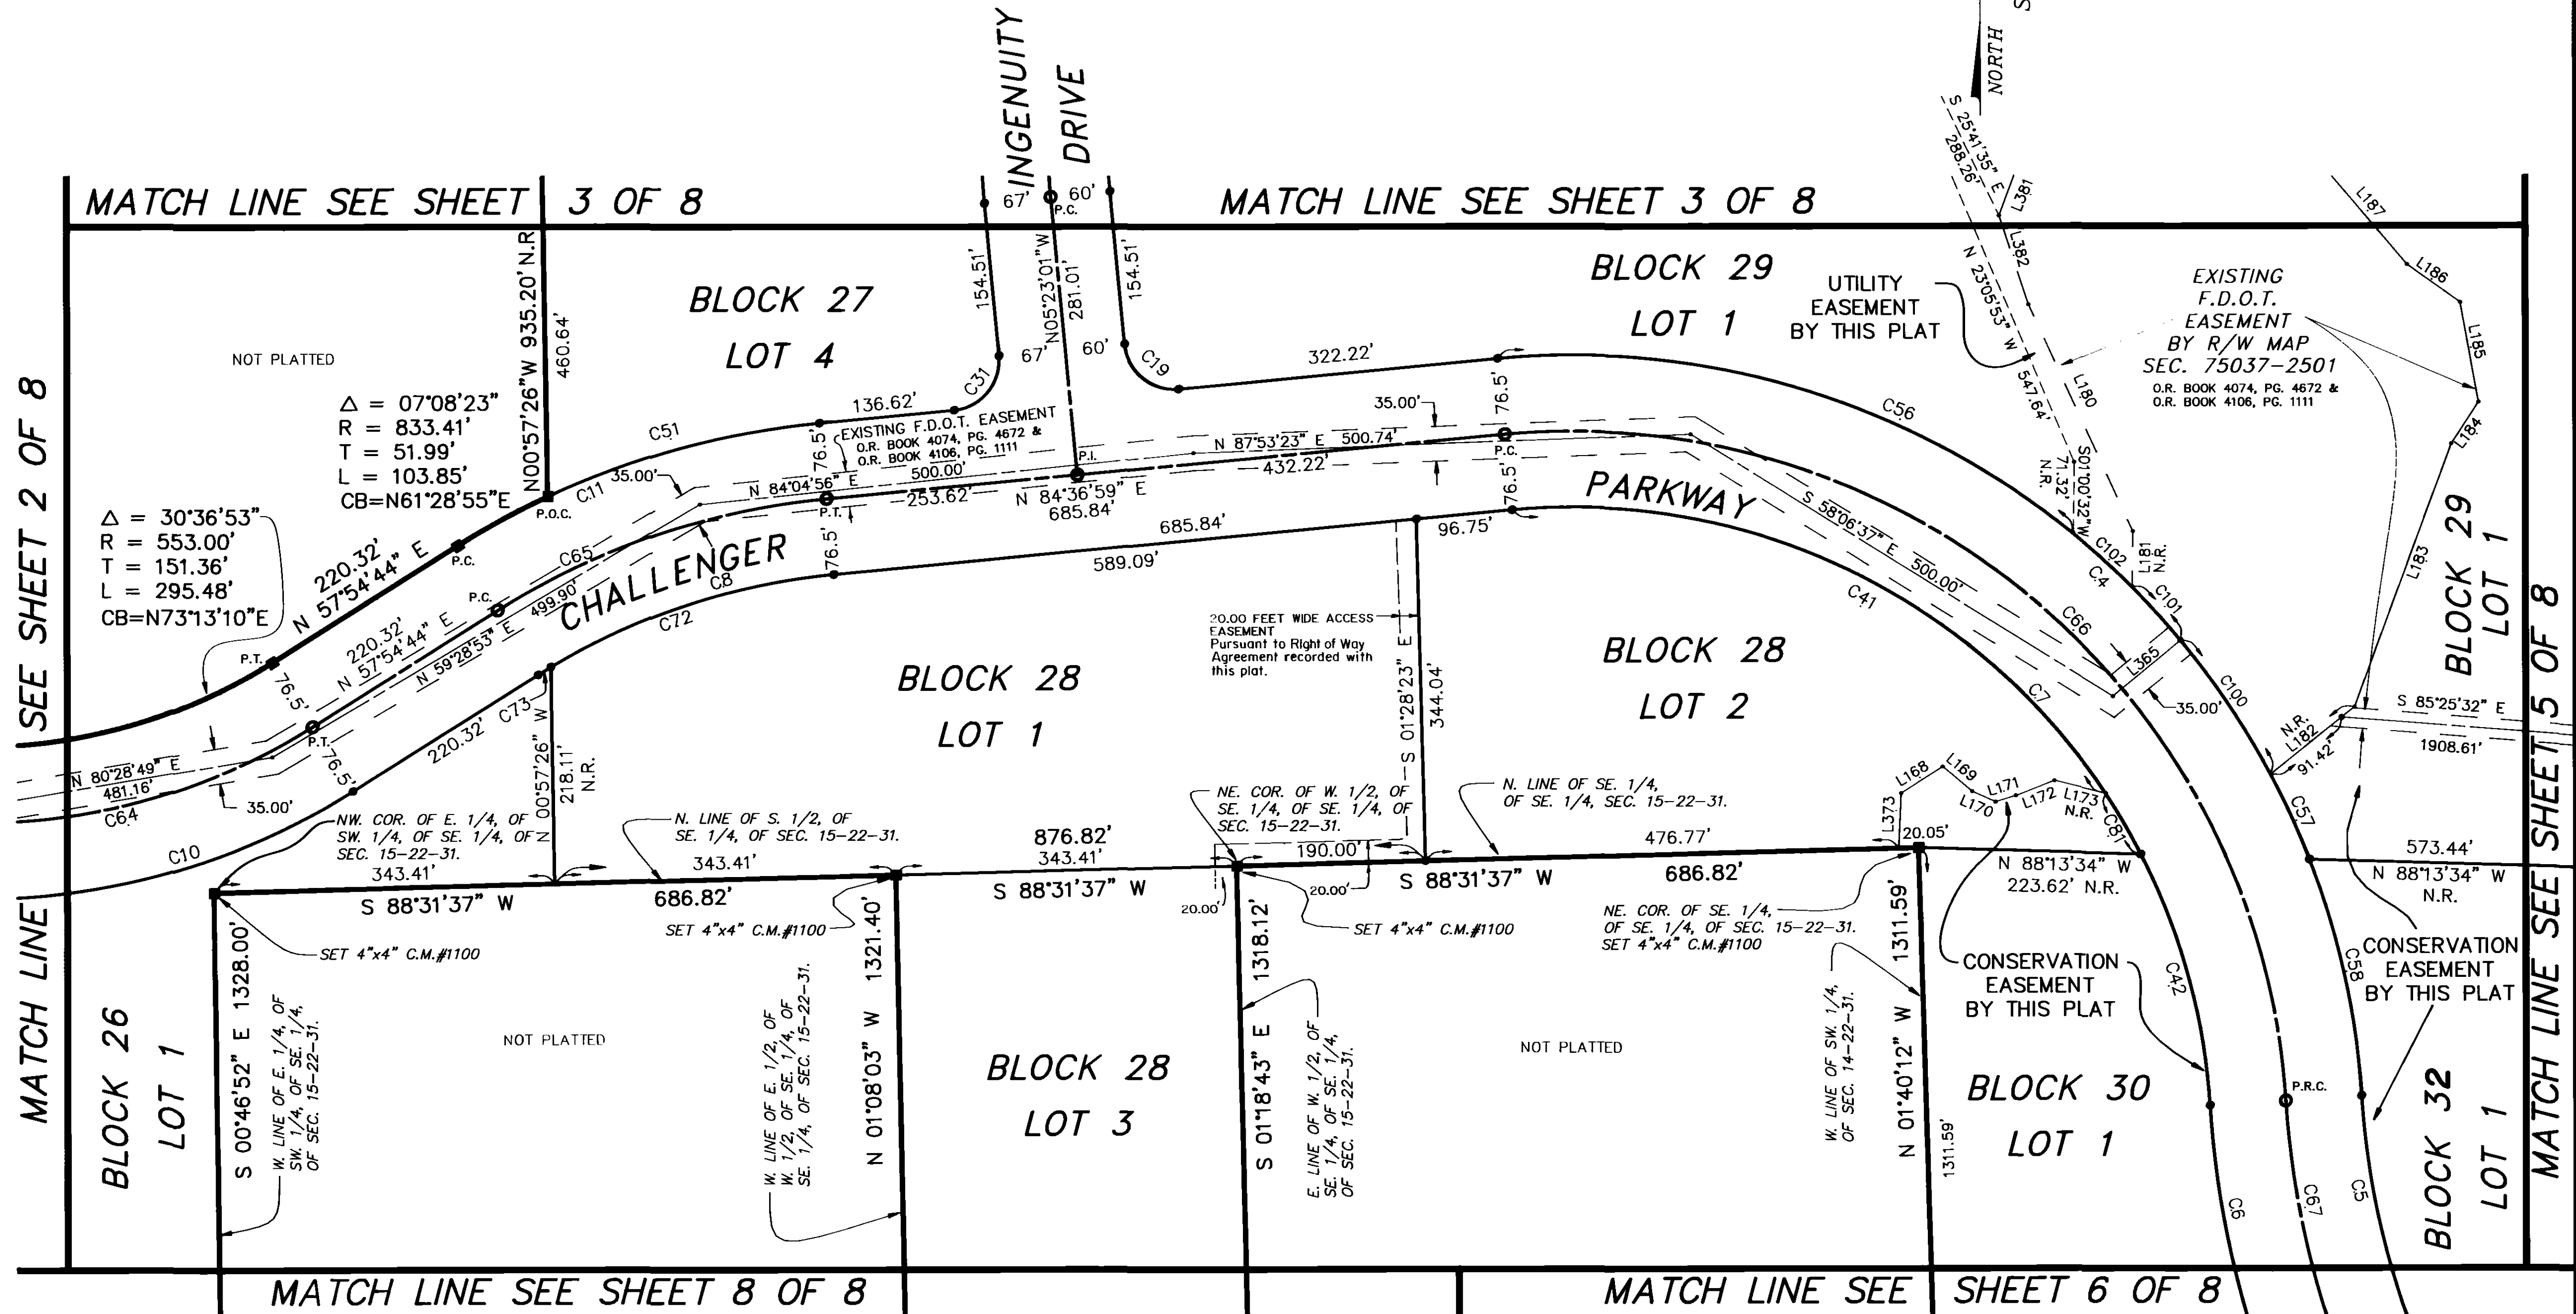 INGENUITY
DRIVE
NORTH
S
MATCH LINE SEE SHEET 3 OF 8
MATCH LINE SEE SHEET 3 OF 8
67' 60'
P.C.
S 25°41'35" E
288.26'
L381
L382
L187
L186
L185
L184
L183
MATCH LINE SEE SHEET 2 OF 8
NOT PLATTED
Δ = 07°08'23"
R = 833.41'
T = 51.99'
L = 103.85'
CB=N61°28'55"E
Δ = 30°36'53"
R = 553.00'
T = 151.36'
L = 295.48'
CB=N73°13'10"E
N00°57'26"W 935.20' N.R
460.64'
P.O.C.
BLOCK 27
LOT 4
154.51'
N05°23'01"W
281.01'
154.51'
67' 60'
C31
C19
136.62'
322.22'
BLOCK 29
LOT 1
UTILITY
EASEMENT
BY THIS PLAT
N 23°05'53" W 547.64'
L180
EXISTING
F.D.O.T.
EASEMENT
BY R/W MAP
SEC. 75037-2501
O.R. BOOK 4074, PG. 4672 &
O.R. BOOK 4106, PG. 1111
C51
C11
76.5'
EXISTING F.D.O.T. EASEMENT
O.R. BOOK 4074, PG. 4672 &
O.R. BOOK 4106, PG. 1111
35.00'
N 84°04'56" E 500.00'
P.T.
253.62'
P.I.
N 84°36'59" E
685.84'
N 87°53'23" E 500.74'
432.22'
35.00'
76.5'
P.C.
76.5'
C56
S01°00'32"W
71.32'
N.R.
C102
C4
L181
N.R.
C101
C100
PARKWAY
S 58°06'37" E
500.00'
C66
L365
35.00'
C41
C7
220.32'
N 57°54'44" E
P.C.
P.T.
76.5'
220.32'
N 57°54'44" E
P.C.
C65
499.90'
N 59°28'53" E
CHALLENGER
C8
C72
76.5'
685.84'
589.09'
96.75'
P.T.
76.5'
220.32'
C73
N 00°57'26" W
218.11'
N.R.
BLOCK 28
LOT 1
20.00 FEET WIDE ACCESS
EASEMENT
Pursuant to Right of Way
Agreement recorded with
this plat.
S 01°28'23" E
344.04'
BLOCK 28
LOT 2
BLOCK 29
LOT 1
MATCH LINE SEE SHEET 5 OF 8
N 80°28'49" E
481.16'
C64
C10
35.00'
NW. COR. OF E. 1/4, OF
SW. 1/4, OF SE. 1/4, OF
SEC. 15-22-31.
N. LINE OF S. 1/2, OF
SE. 1/4, OF SEC. 15-22-31.
NE. COR. OF W. 1/2, OF
SE. 1/4, OF SE. 1/4, OF
SEC. 15-22-31.
N. LINE OF SE. 1/4,
OF SE. 1/4, SEC. 15-22-31.
L373
L168
L169
L170
L171
L172
L173
N.R.
C81
N.R.
L182
91.42'
S 85°25'32" E
1908.61'
C57
343.41'
S 88°31'37" W
343.41'
686.82'
876.82'
343.41'
S 88°31'37" W
190.00'
20.00'
20.00'
S 88°31'37" W
476.77'
686.82'
20.05'
N 88°13'34" W
223.62' N.R.
573.44'
N 88°13'34" W
N.R.
SET 4"x4" C.M.#1100
SET 4"x4" C.M.#1100
SET 4"x4" C.M.#1100
NE. COR. OF SE. 1/4,
OF SE. 1/4, OF SEC. 15-22-31.
SET 4"x4" C.M.#1100
BLOCK 26
LOT 1
S 00°46'52" E 1328.00'
W. LINE OF E. 1/4, OF
SW. 1/4, OF SE. 1/4,
OF SEC. 15-22-31.
NOT PLATTED
W. LINE OF E. 1/2, OF
W. 1/2, OF SE. 1/4, OF
SE. 1/4, OF SEC. 15-22-31.
N 01°08'03" W 1321.40'
BLOCK 28
LOT 3
S 01°18'43" E 1318.12'
E. LINE OF W. 1/2, OF
SE. 1/4, OF SE. 1/4,
OF SEC. 15-22-31.
NOT PLATTED
W. LINE OF SW. 1/4,
OF SEC. 14-22-31.
N 01°40'12" W 1311.59'
1311.59'
CONSERVATION
EASEMENT
BY THIS PLAT
C42
C58
CONSERVATION
EASEMENT
BY THIS PLAT
BLOCK 30
LOT 1
P.R.C.
C6
C67
C5
BLOCK 32
LOT 1
MATCH LINE SEE SHEET 8 OF 8
MATCH LINE SEE SHEET 6 OF 8